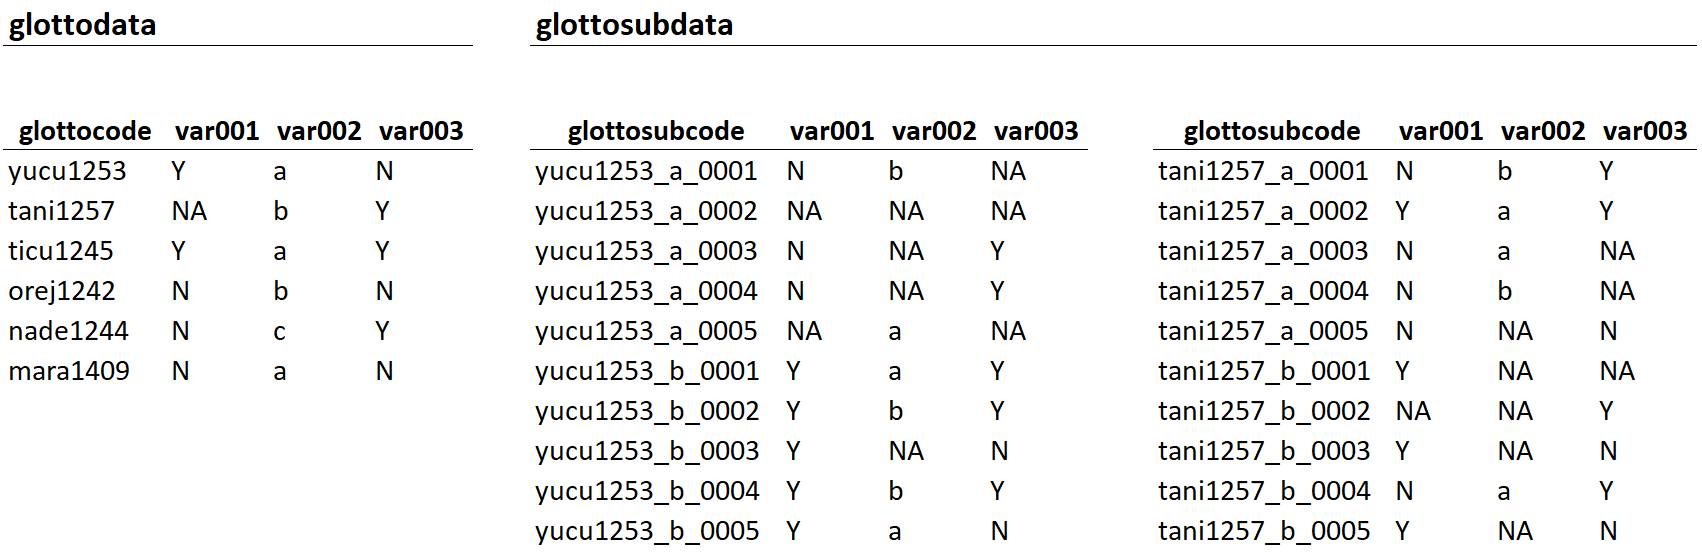 glottodata glottosubdata
glottocode var001 var002 var003 glottosubcode var001 var002 var003 glottosubcode var001 var002 var003
yucu1253 Y a N yucu1253_a_0001 N b NA tani1257_a_0001 N b Y
tani1257 NA b Y yucu1253_a_0002 NA NA NA tani1257_a_0002 Y a Y
ticu1245 Y a Y yucu1253_a_0003 N NA Y tani1257_a_0003 N a NA
orej1242 N b N yucu1253_a_0004 N NA Y tani1257_a_0004 N b NA
nade1244 N c Y yucu1253_a_0005 NA a NA tani1257_a_0005 N NA N
mara1409 N a N yucu1253_b_0001 Y a Y tani1257_b_0001 Y NA NA
yucu1253_b_0002 Y b Y tani1257_b_0002 NA NA Y
yucu1253_b_0003 Y NA N tani1257_b_0003 Y NA N
yucu1253_b_0004 Y b Y tani1257_b_0004 N a Y
yucu1253_b_0005 Y a N tani1257_b_0005 Y NA N